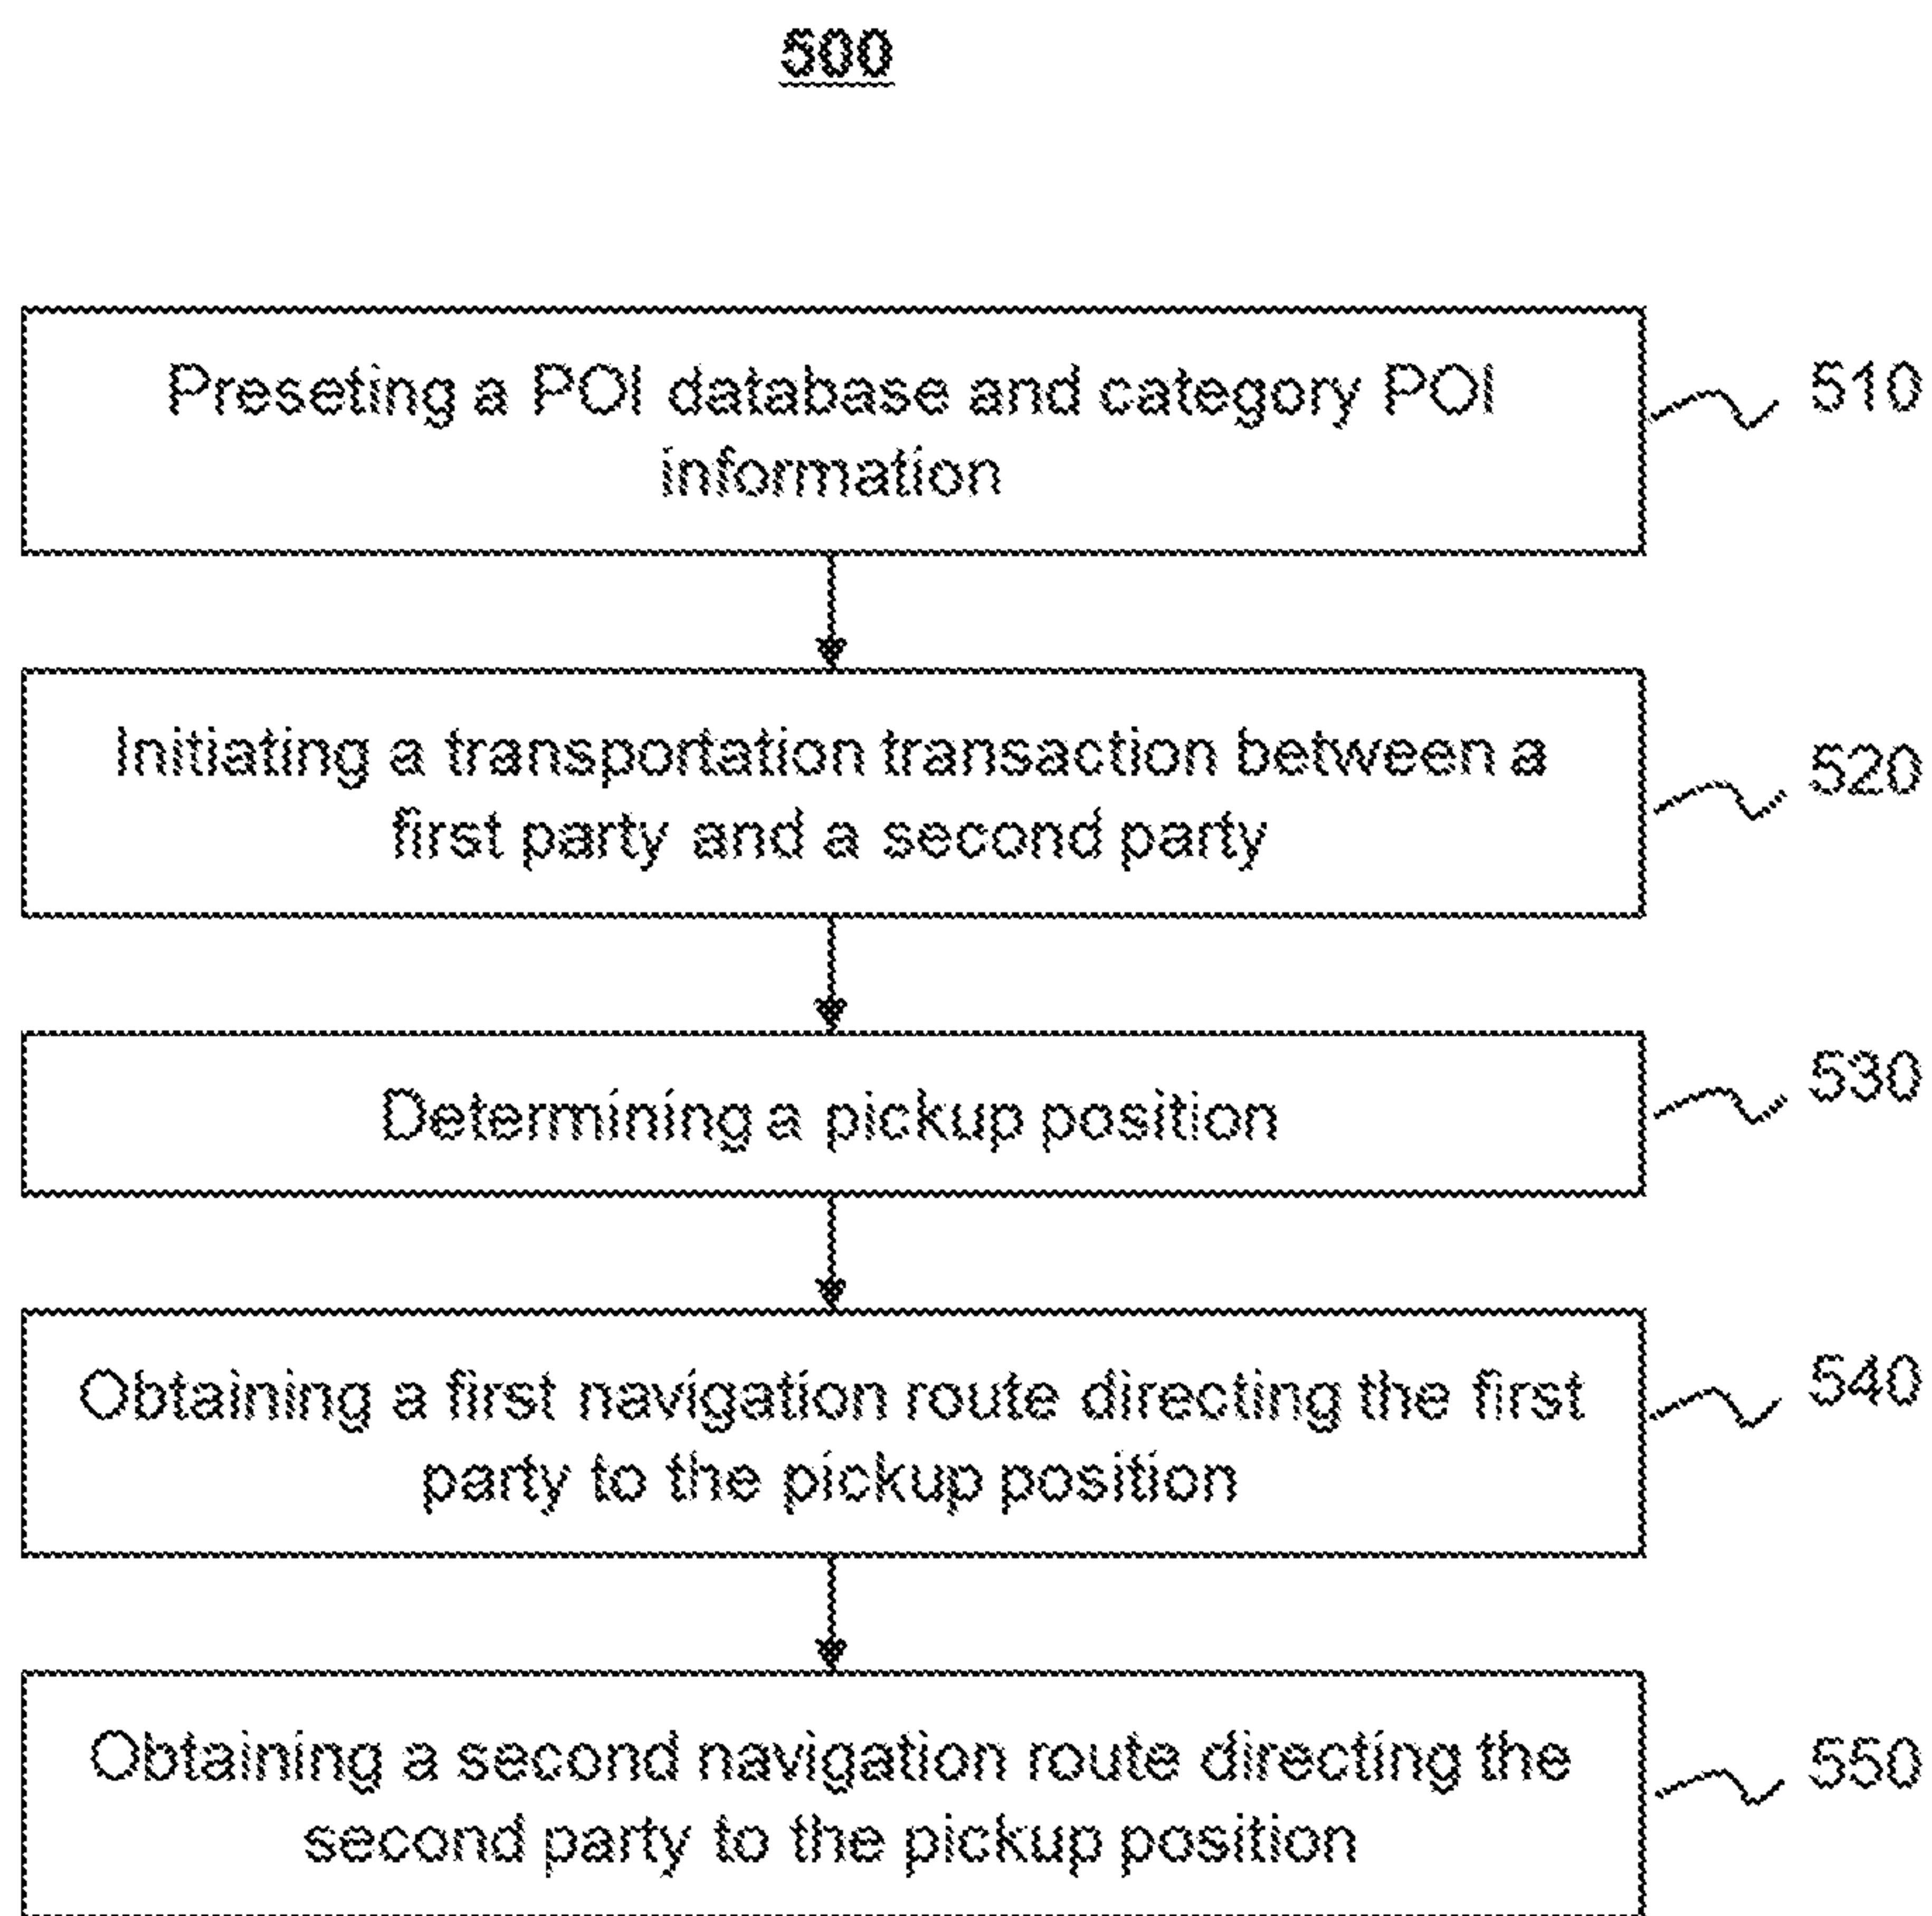 500
Preseting a POI database and category POI
information
510
Initiating a transportation transaction between a
first party and a second party
520
Determining a pickup position
530
Obtaining a first navigation route directing the first
party to the pickup position
540
Obtaining a second navigation route directing the
second party to the pickup position
550